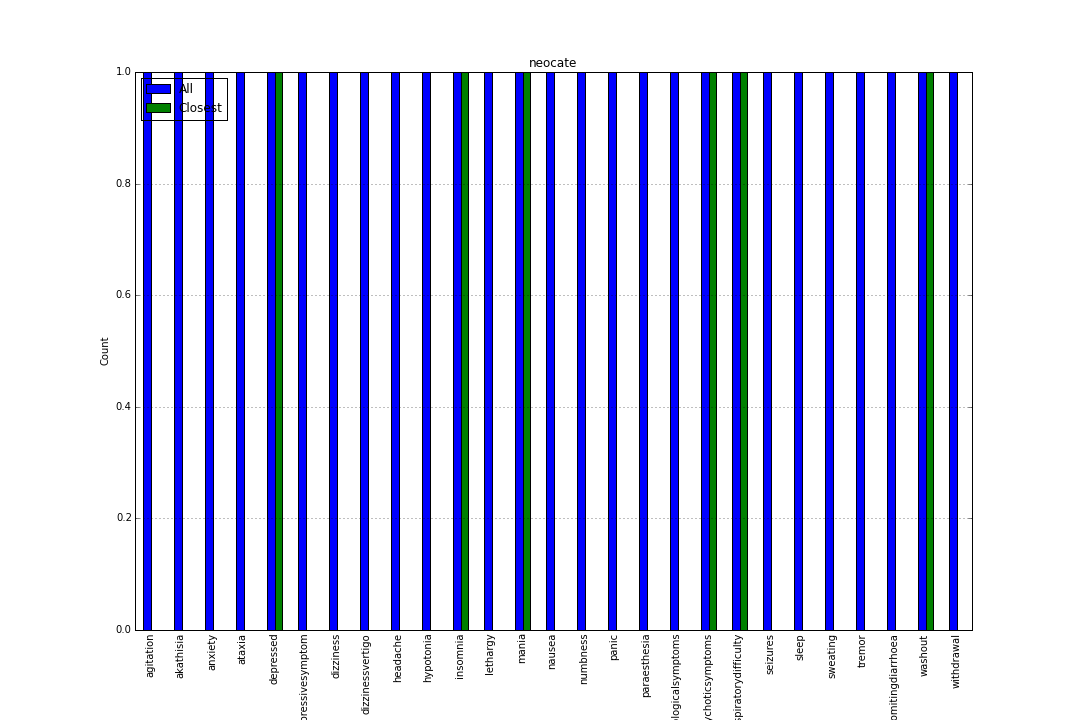 neocate
All
Closest
Count
1.0
0.8
0.6
0.4
0.2
0.0
agitation
akathisia
anxiety
ataxia
depressed
pressivesymptom
dizziness
dizzinessvertigo
headache
hypotonia
insomnia
lethargy
mania
nausea
numbness
panic
paraesthesia
ologicalsymptoms
ychoticsymptoms
spiratorydifficulty
seizures
sleep
sweating
tremor
omitingdiarrhoea
washout
withdrawal